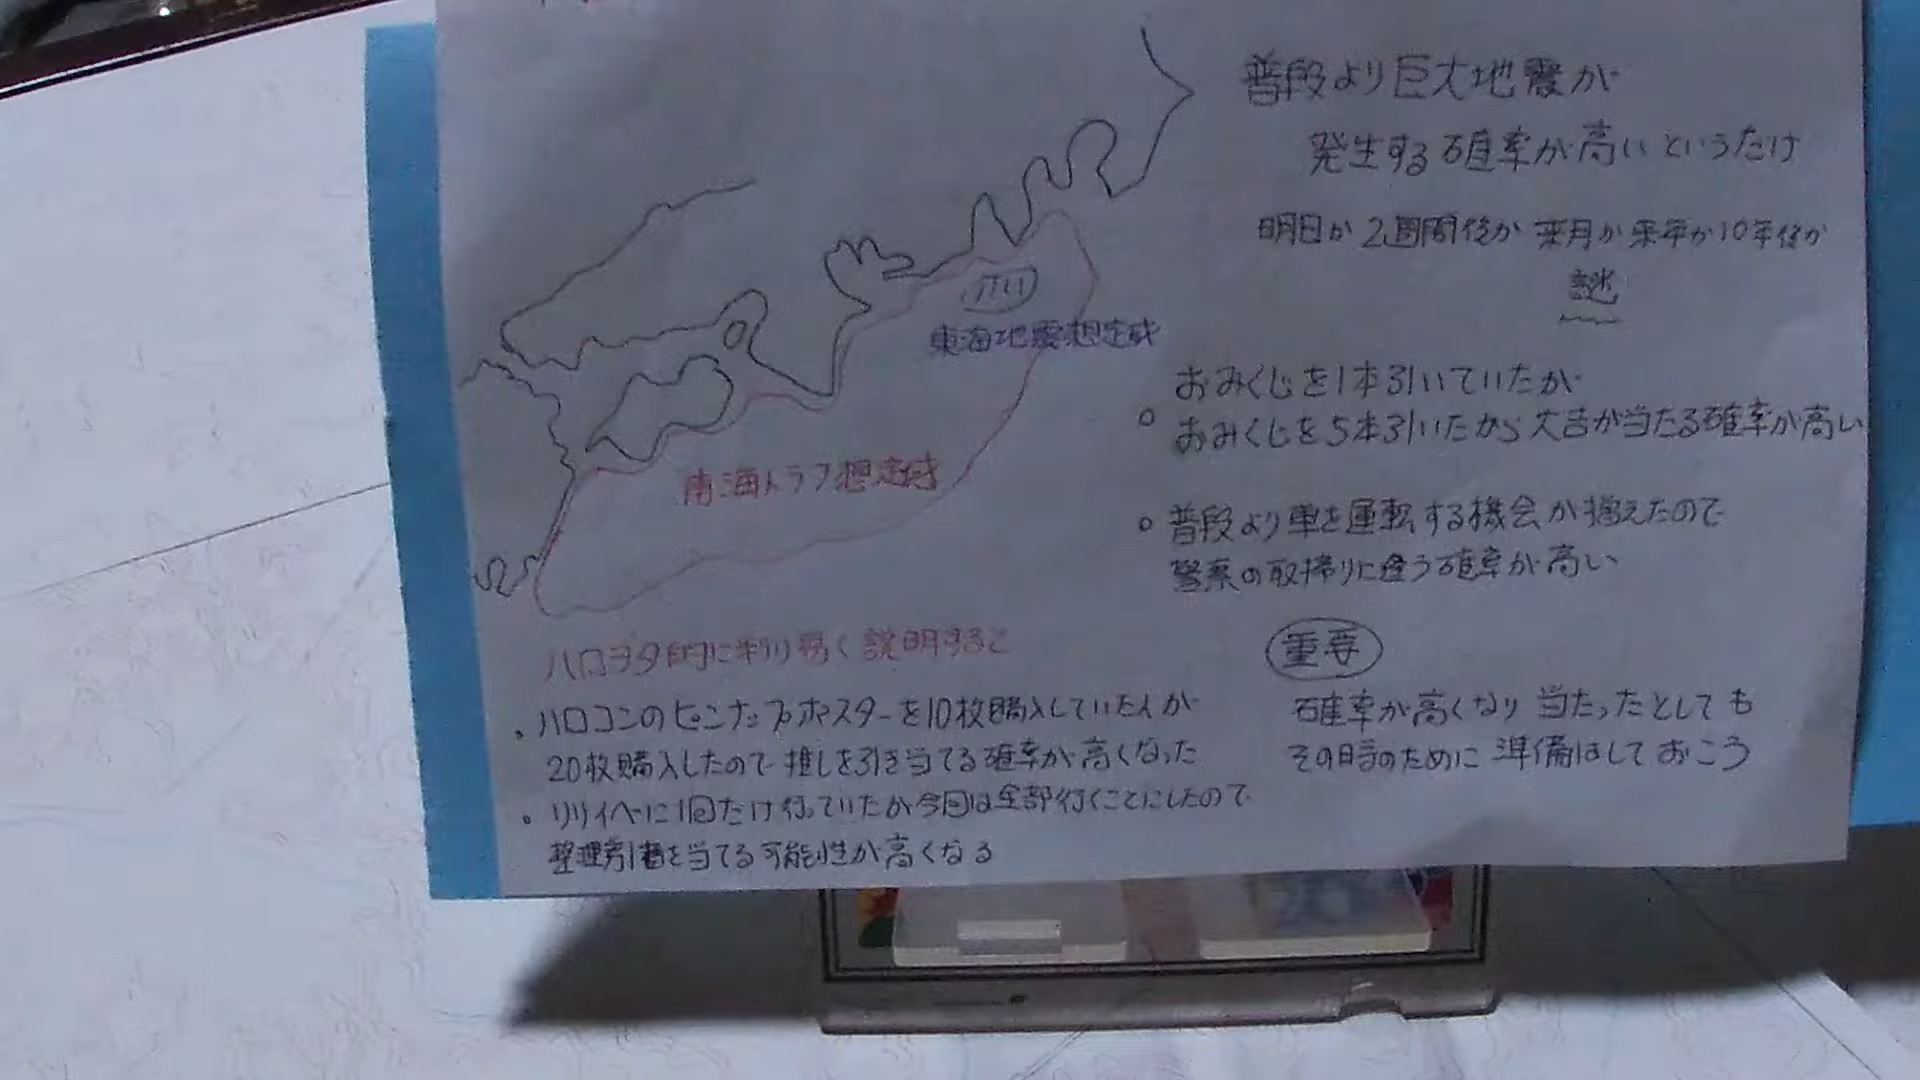 普段より巨大地震が
発生する確率が高いというだけ
明日か2週間後か来月か来年か10年後か
謎
東海地震想定域
南海トラフ想定域
おみくじを1本引いていたが
おみくじを5本引いたから大吉が当たる確率が高い
普段より車を運転する機会が増えたので
警察の取締りに逢う確率が高い
ハロヲタ的に判り易く説明すると
ハロコンのピンナップポスターを10枚購入していた人が
20枚購入したので推しを引き当てる確率が高くなった
リリイベに1回だけ行っていたが今回は全部行くことにしたので
整理券1番を当てる可能性が高くなる
重要
確率が高くなり当たったとしても
その時のために準備はしておこう